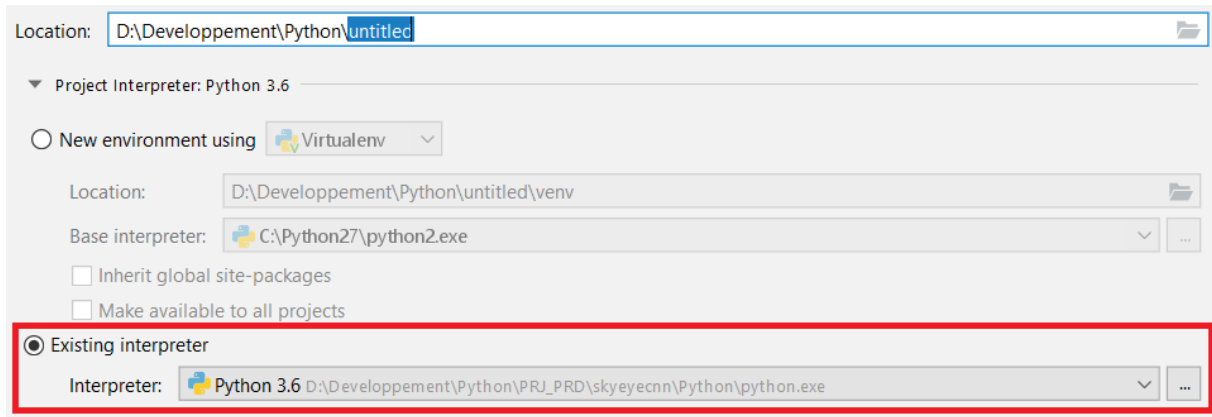 Location: D:\Developpement\Python\untitled
Project Interpreter: Python 3.6
New environment using Virtualenv
Location: D:\Developpement\Python\untitled\venv
Base interpreter: C:\Python27\python2.exe ...
Inherit global site-packages
Make available to all projects
Existing interpreter
Interpreter: Python 3.6 D:\Developpement\Python\PRJ_PRD\skyeyecnn\Python\python.exe ...